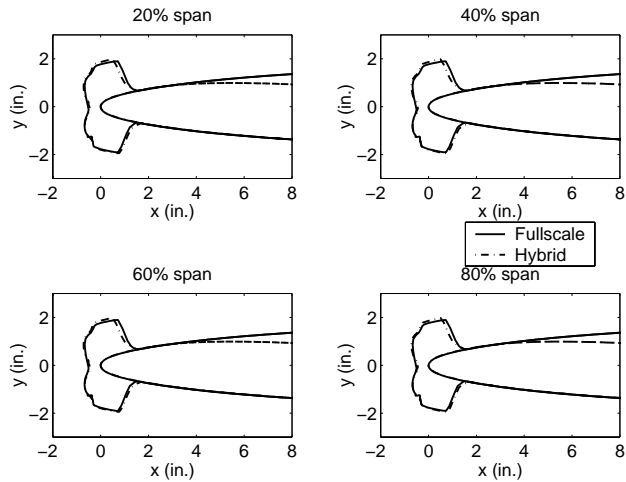 20% span
40% span
y (in.)
2
0
−2
−2 0 2 4 6 8
x (in.)
y (in.)
2
0
−2
−2 0 2 4 6 8
x (in.)
Fullscale
Hybrid
60% span
80% span
y (in.)
2
0
−2
−2 0 2 4 6 8
x (in.)
y (in.)
2
0
−2
−2 0 2 4 6 8
x (in.)